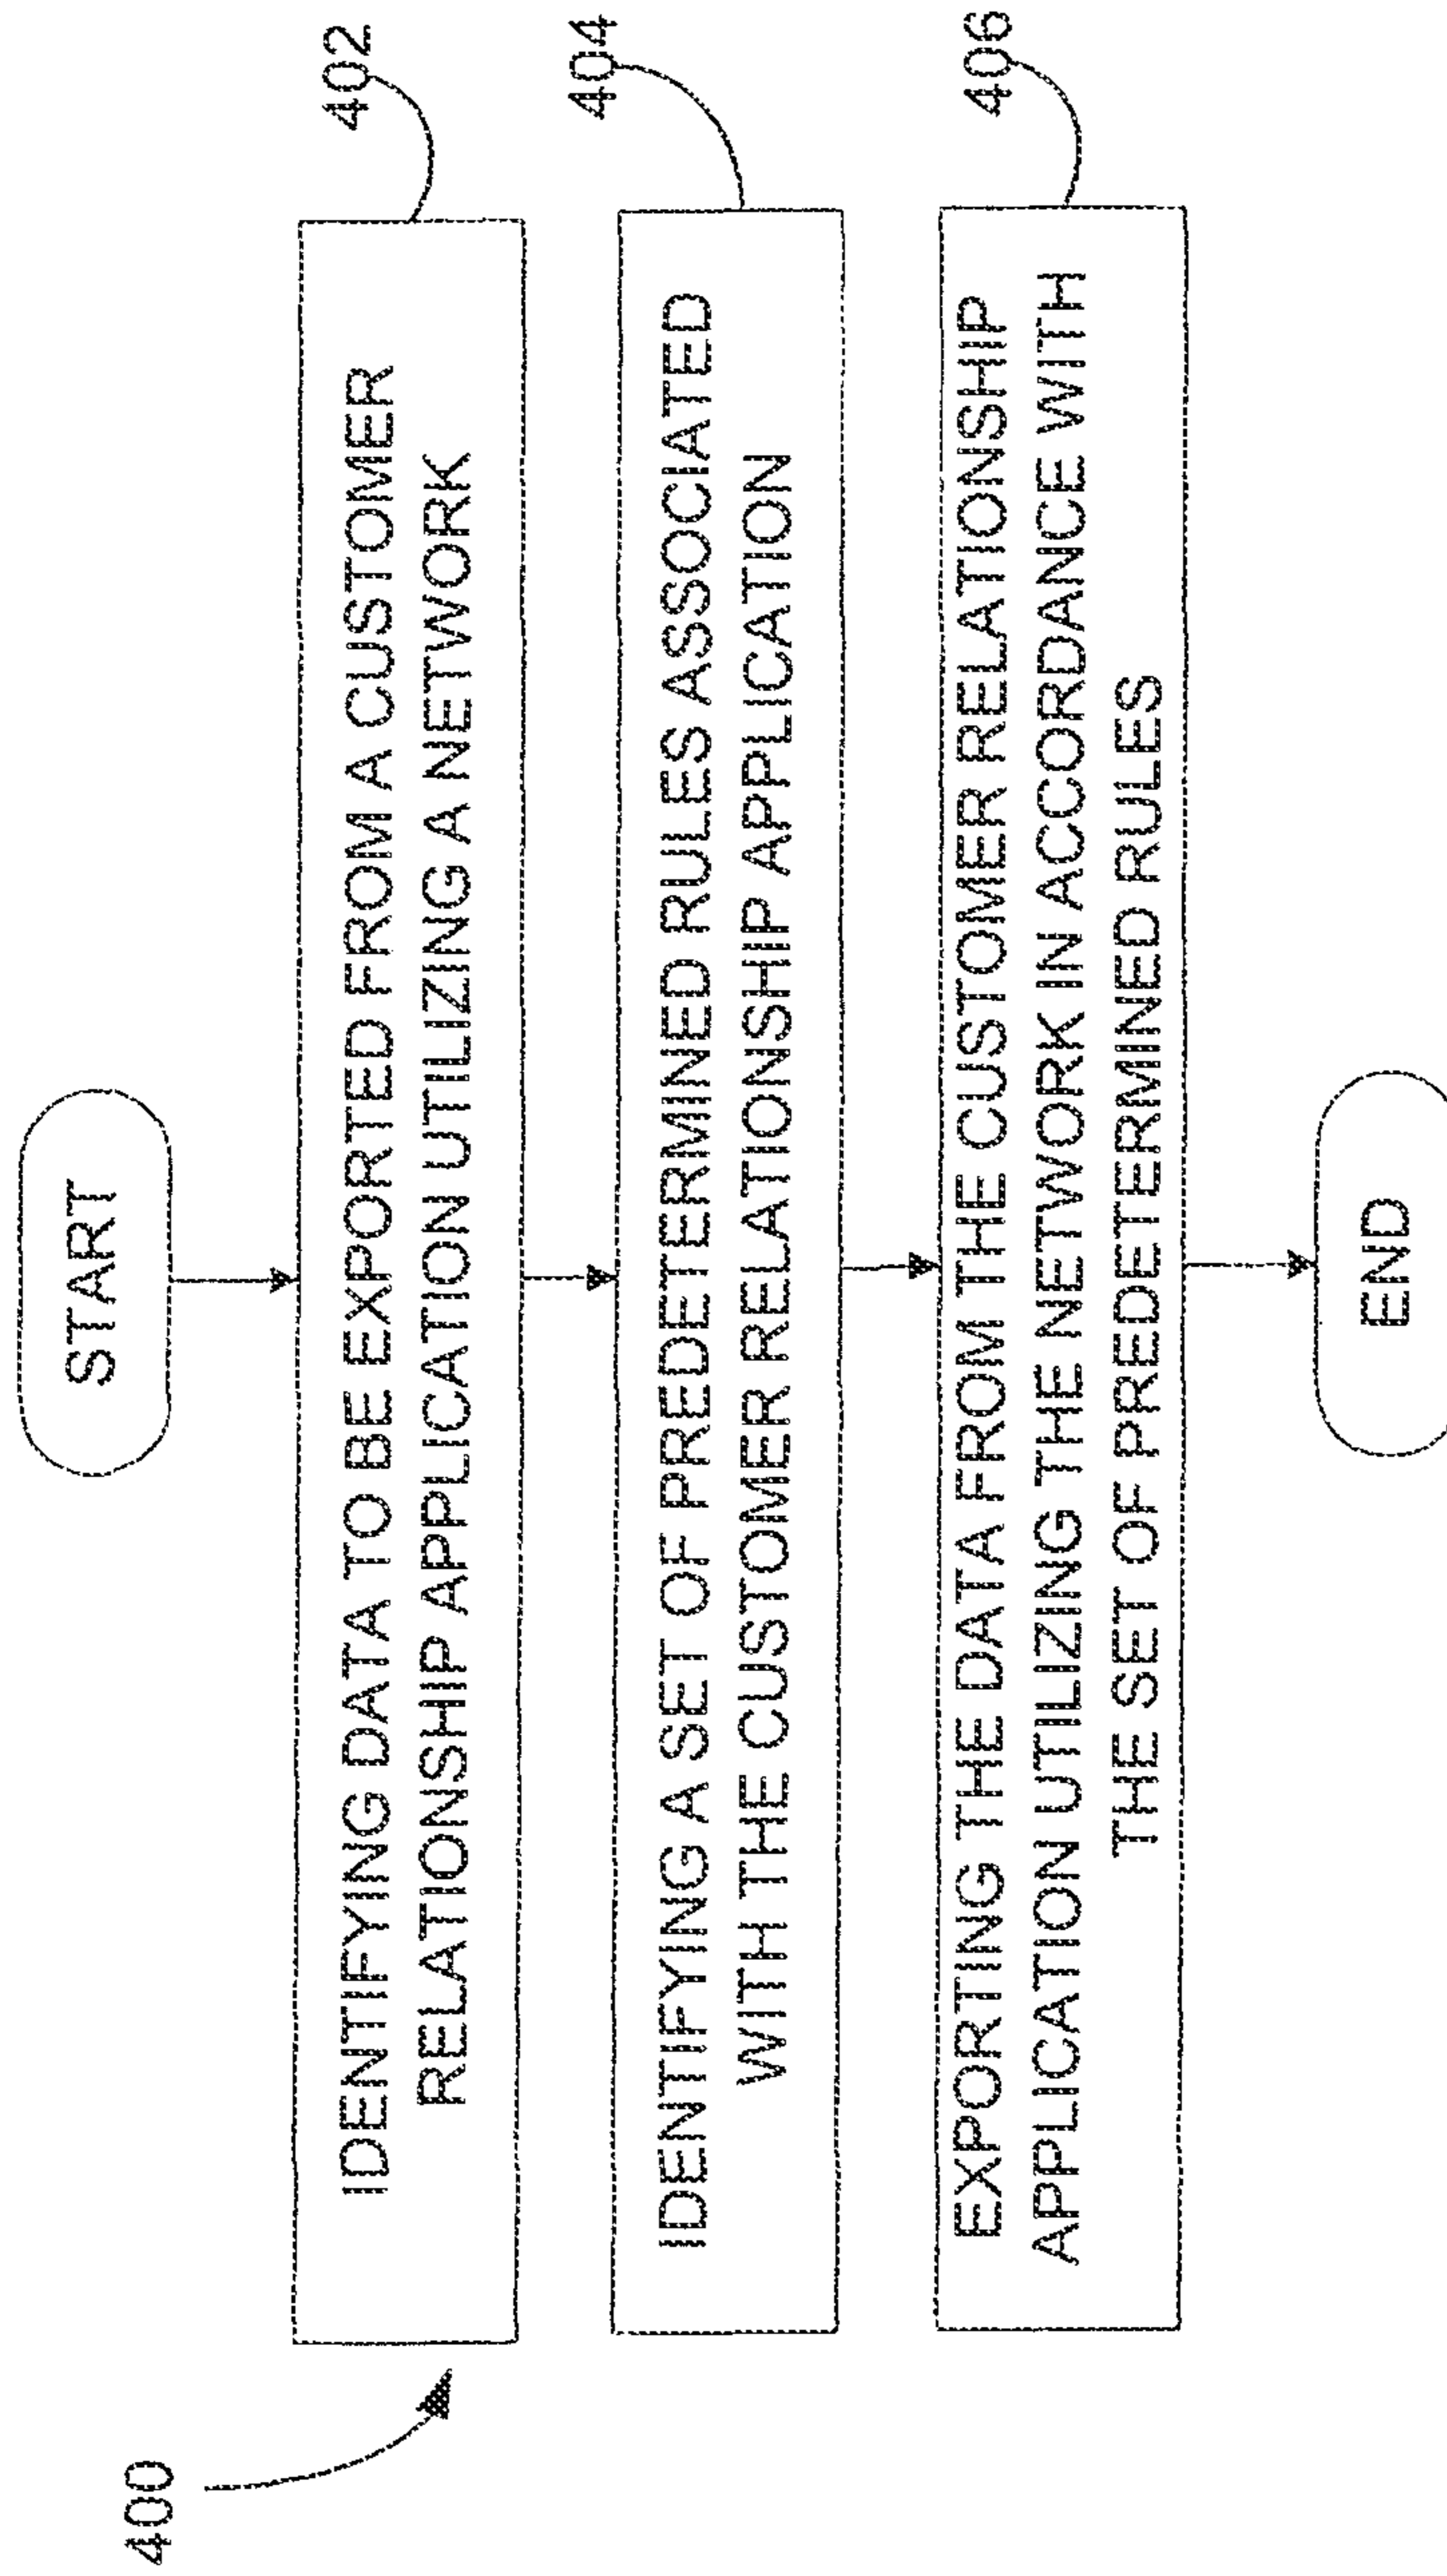 400
START
IDENTIFYING DATA TO BE EXPORTED FROM A CUSTOMER
RELATIONSHIP APPLICATION UTILIZING A NETWORK
402
IDENTIFYING A SET OF PREDETERMINED RULES ASSOCIATED
WITH THE CUSTOMER RELATIONSHIP APPLICATION
404
EXPORTING THE DATA FROM THE CUSTOMER RELATIONSHIP
APPLICATION UTILIZING THE NETWORK IN ACCORDANCE WITH
THE SET OF PREDETERMINED RULES
406
END